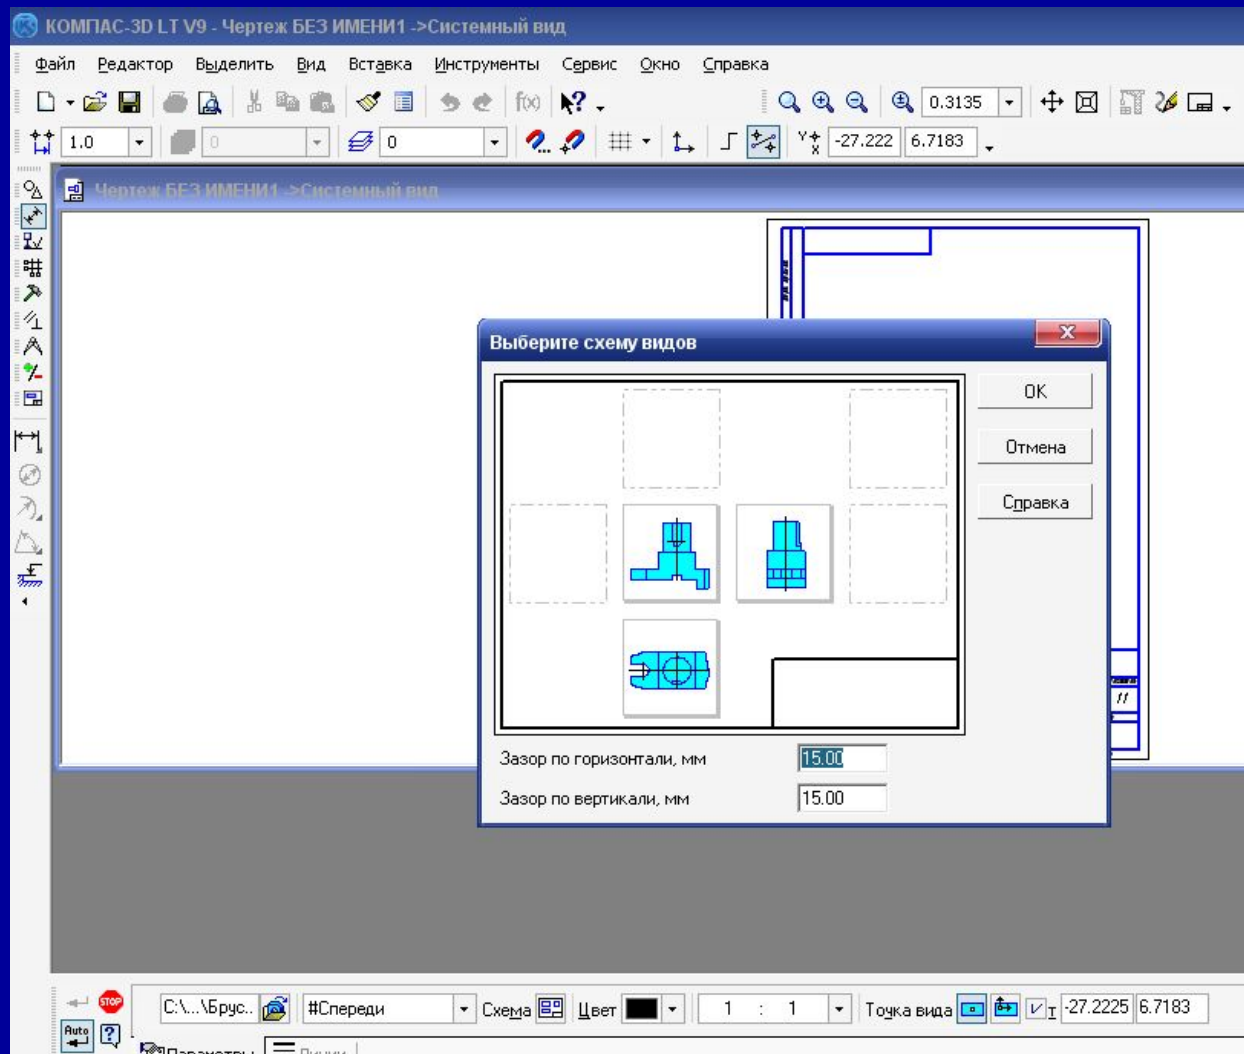 КОМПАС-3D LT V9 - Чертеж БЕЗ ИМЕНИ1 ->Системный вид
Файл Редактор Выделить Вид Вставка Инструменты Сервис Окно Справка
f(x) ? 0.3135
1.0 0 0 Y X -27.222 6.7183
Чертеж БЕЗ ИМЕНИ1 ->Системный вид
Выберите схему видов
OK
Отмена
Справка
Зазор по горизонтали, мм 15.00
Зазор по вертикали, мм 15.00
STOP C:\...\Брус.. #Спереди Схема Цвет 1 : 1 Точка вида т -27.2225 6.7183
Auto ? Параметры Линии